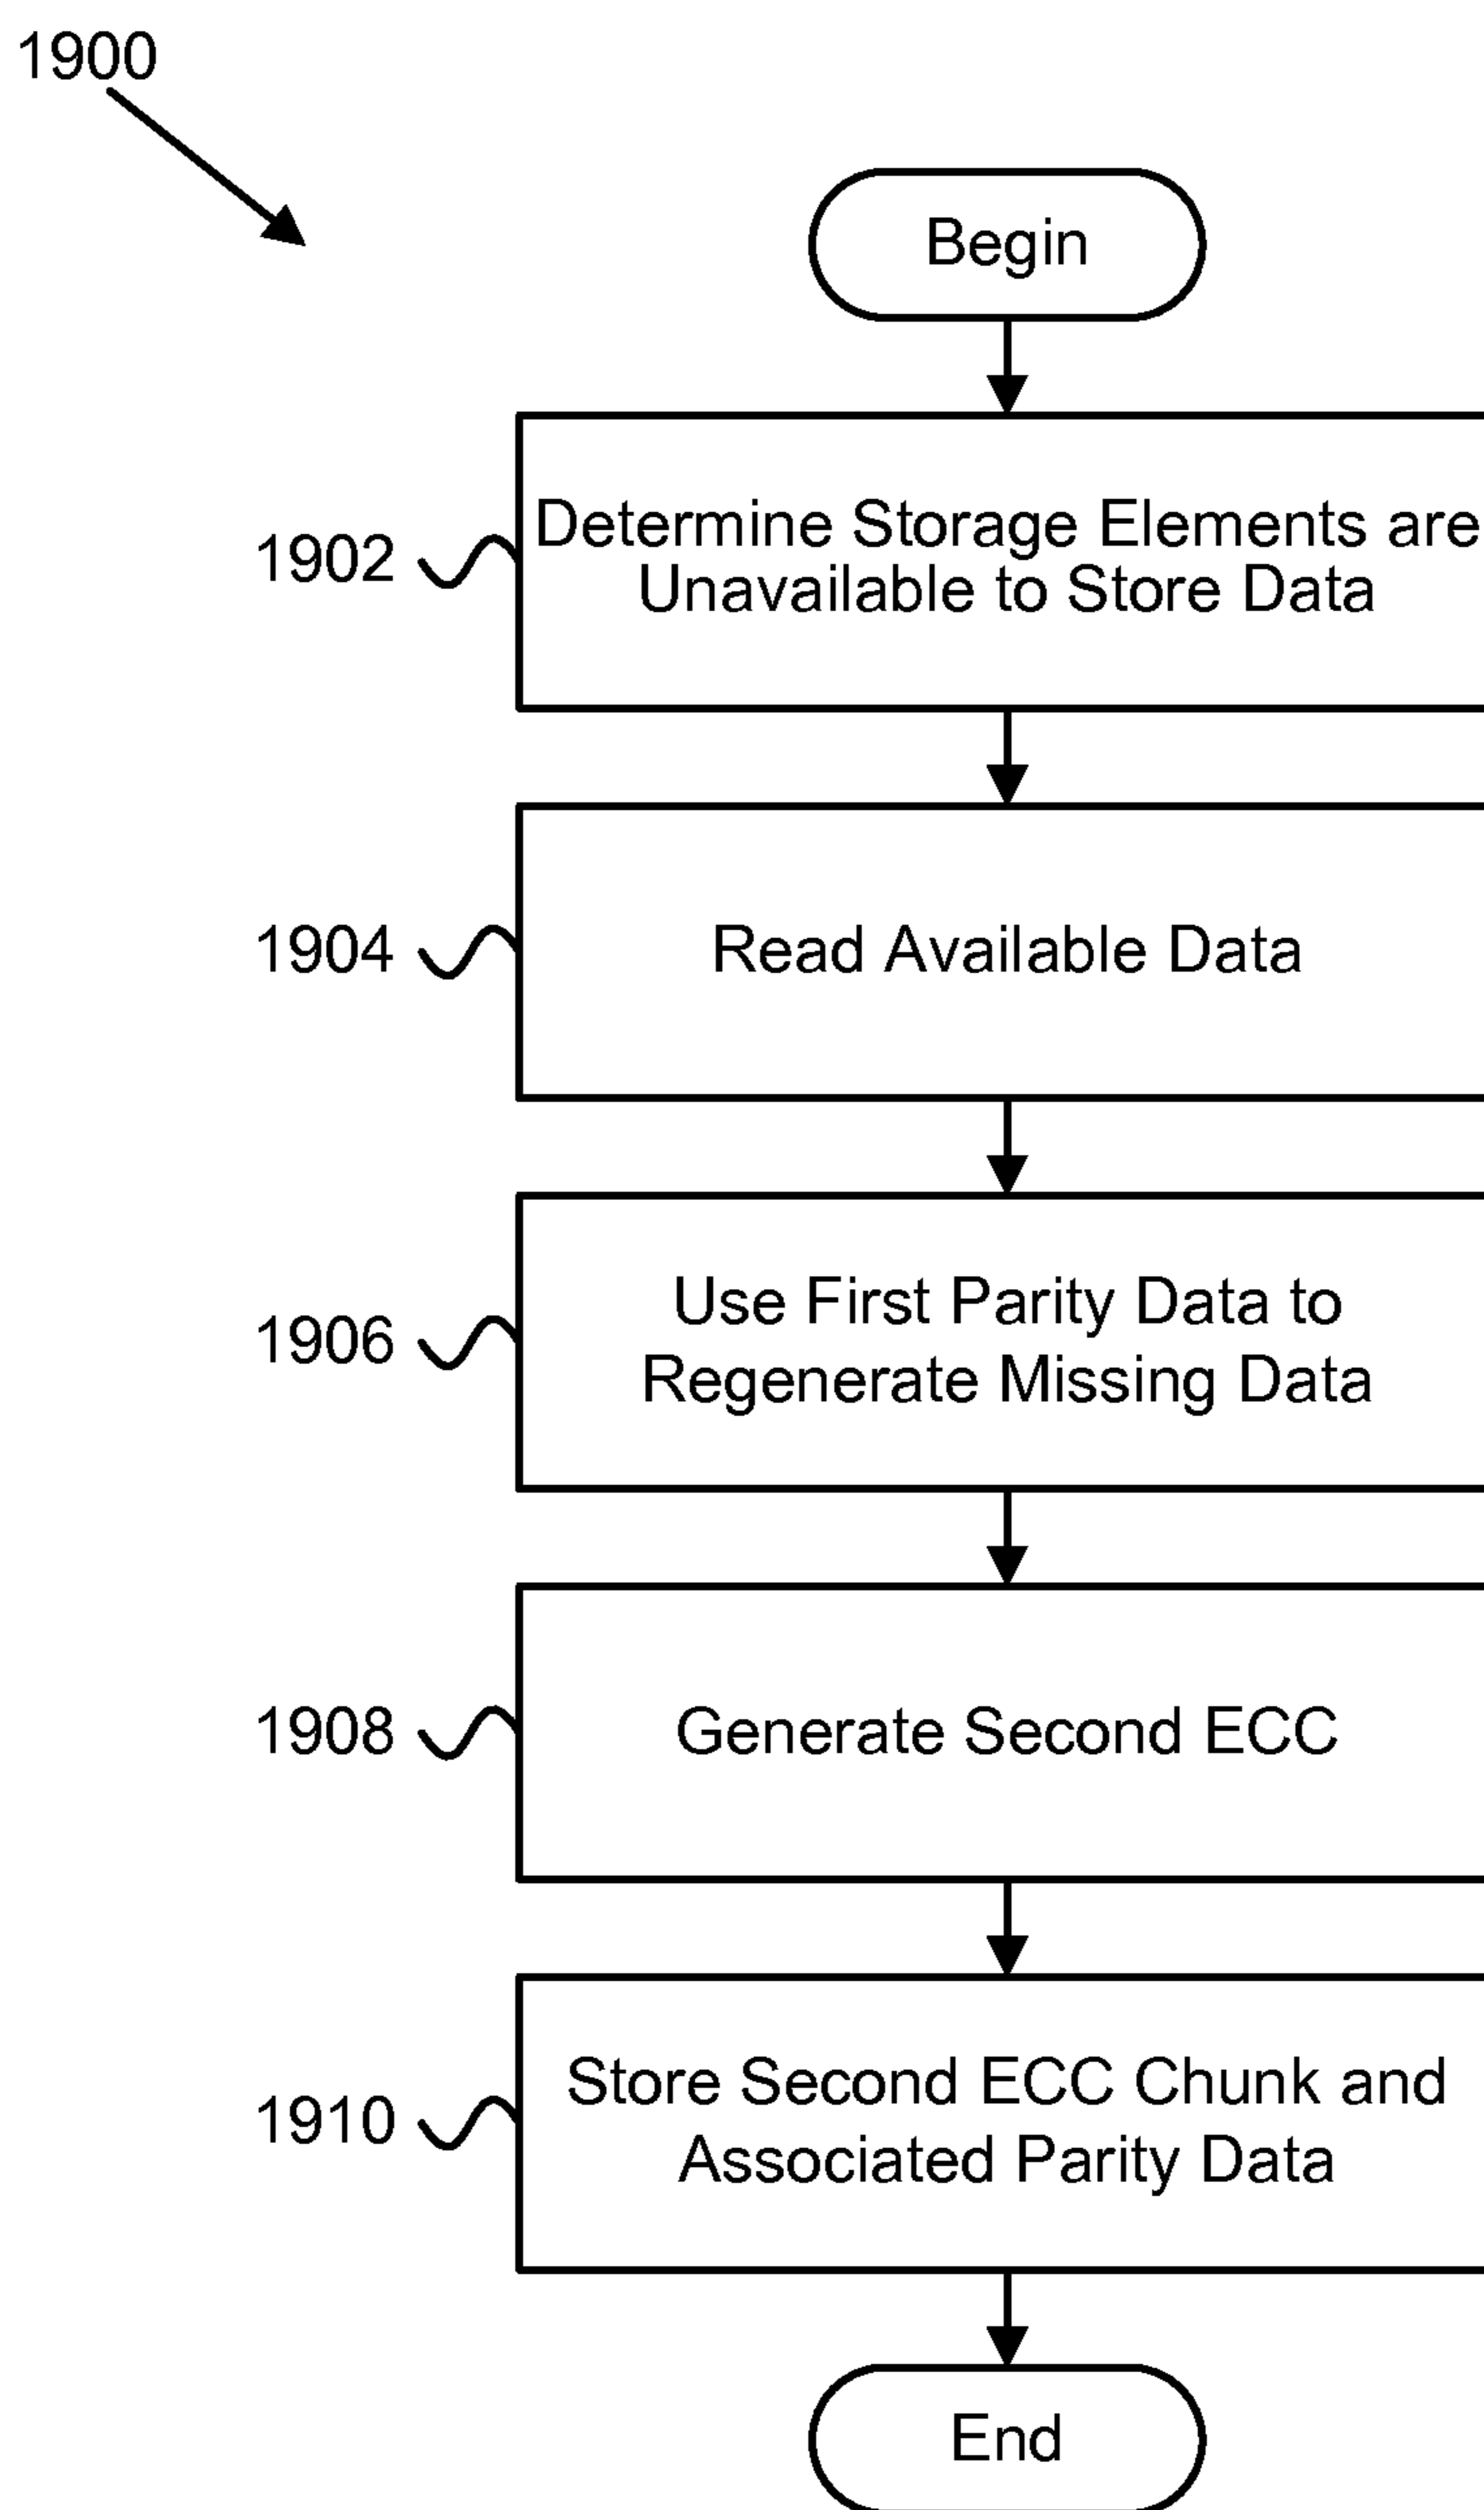 1900
Begin
1902
Determine Storage Elements are
Unavailable to Store Data
1904
Read Available Data
1906
Use First Parity Data to
Regenerate Missing Data
1908
Generate Second ECC
1910
Store Second ECC Chunk and
Associated Parity Data
End